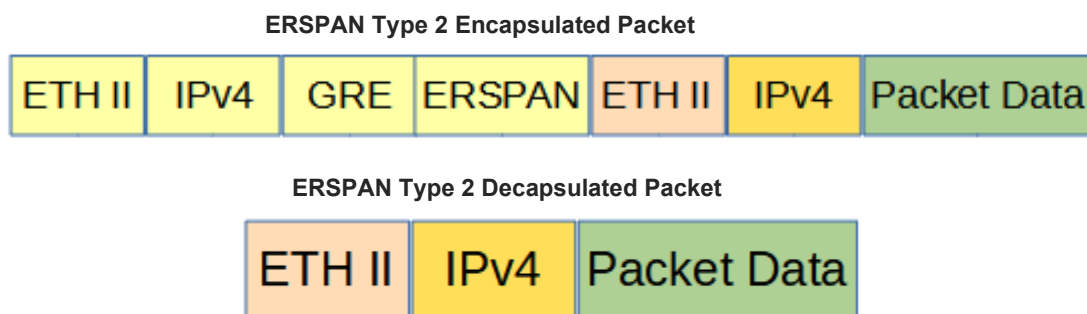 ERSPAN Type 2 Encapsulated Packet
ETH II IPv4 GRE ERSPAN ETH II IPv4 Packet Data
ERSPAN Type 2 Decapsulated Packet
ETH II IPv4 Packet Data